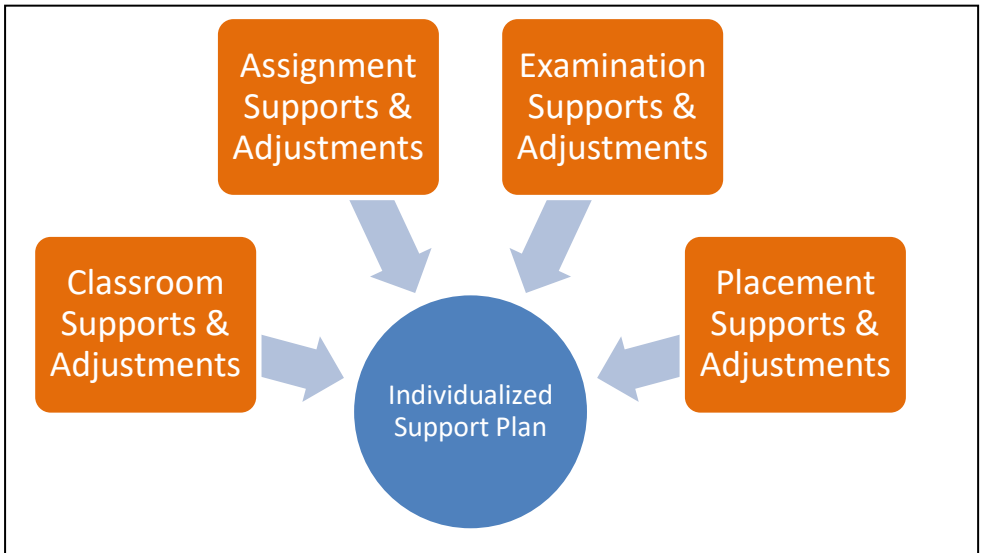 Assignment
Supports &
Adjustments
Examination
Supports &
Adjustments
Classroom
Supports &
Adjustments
Placement
Supports &
Adjustments
Individualized
Support Plan